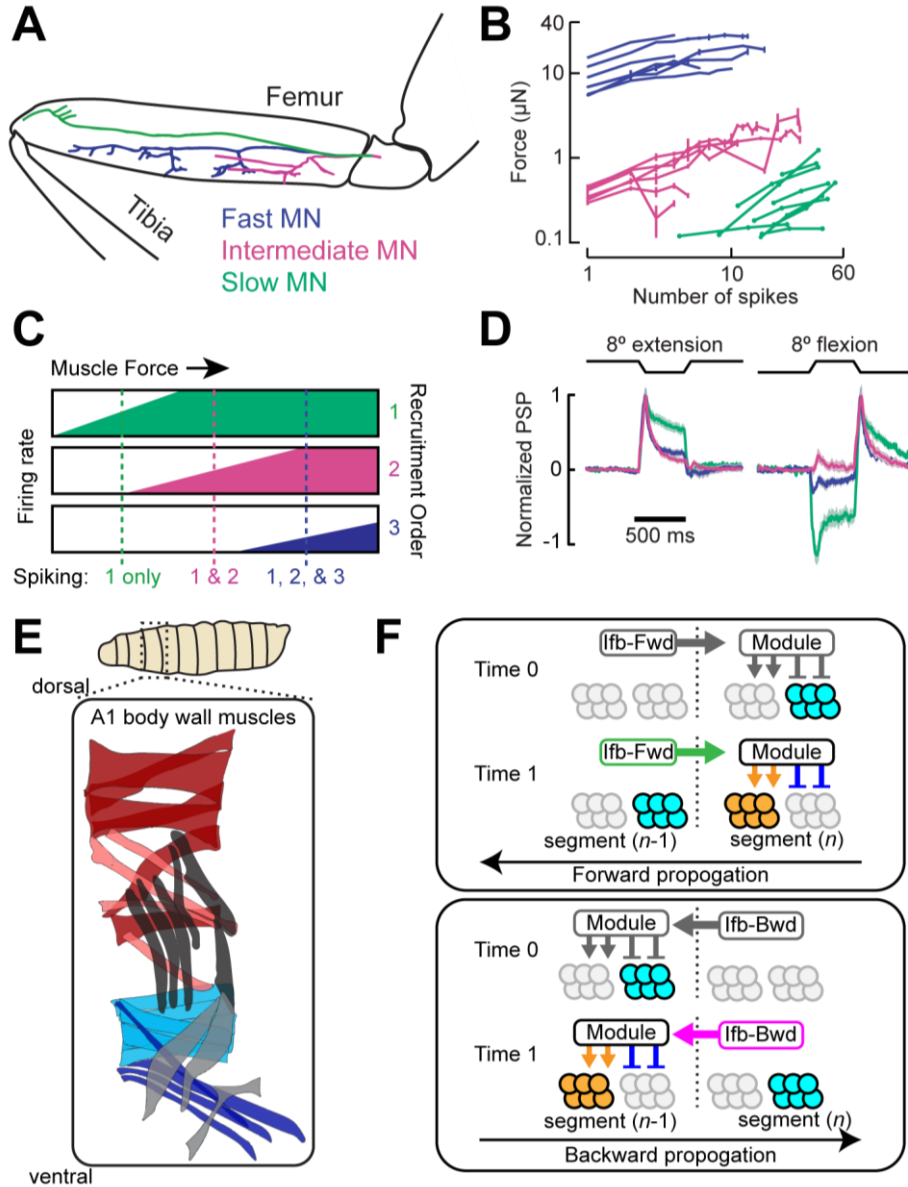 A
Femur
Tibia
Fast MN
Intermediate MN
Slow MN
B
Force (µN)
40
10
1
0.1
1
10
60
Number of spikes
C
Muscle Force
Firing rate
1
2
3
Recruitment Order
Spiking: 1 only 1 & 2 1, 2, & 3
D
8º extension
8º flexion
Normalized PSP
1
0
-1
500 ms
E
dorsal
A1 body wall muscles
ventral
F
Ifb-Fwd
Module
Time 0
Ifb-Fwd
Module
Time 1
segment (n-1)
segment (n)
Forward propogation
Module
Ifb-Bwd
Time 0
Module
Ifb-Bwd
Time 1
segment (n-1)
segment (n)
Backward propogation